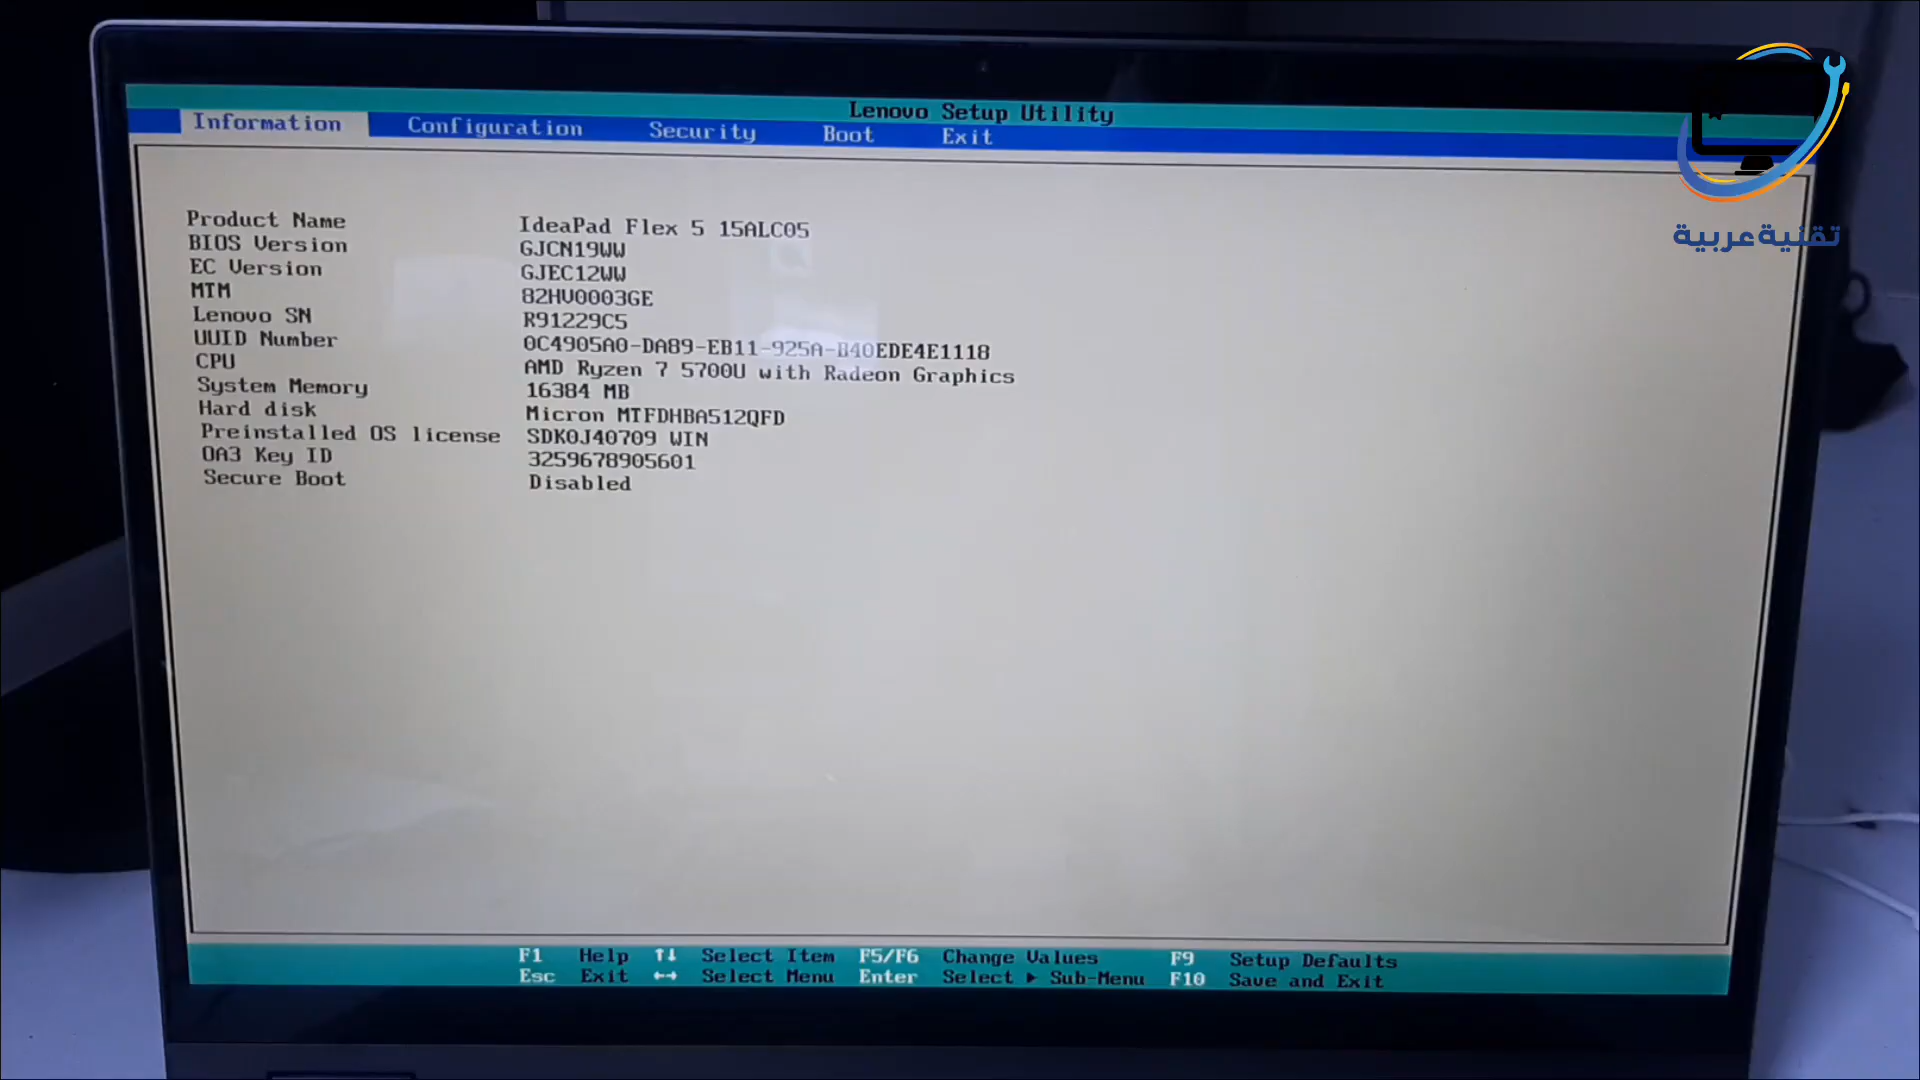 Lenovo Setup Utility
Information Configuration Security Boot Exit
Product Name IdeaPad Flex 5 15ALC05
BIOS Version GJCN19WW
EC Version GJEC12WW
MTM 82HV0003GE
Lenovo SN R91229C5
UUID Number 0C4905A0-DA89-EB11-925A-B40EDE4E1118
CPU AMD Ryzen 7 5700U with Radeon Graphics
System Memory 16384 MB
Hard disk Micron MTFDHBA512QFD
Preinstalled OS license SDK0J40709 WIN
OA3 Key ID 3259678905601
Secure Boot Disabled
F1 Help ↑↓ Select Item F5/F6 Change Values F9 Setup Defaults
Esc Exit ↔ Select Menu Enter Select ▶ Sub-Menu F10 Save and Exit
تقنية عربية